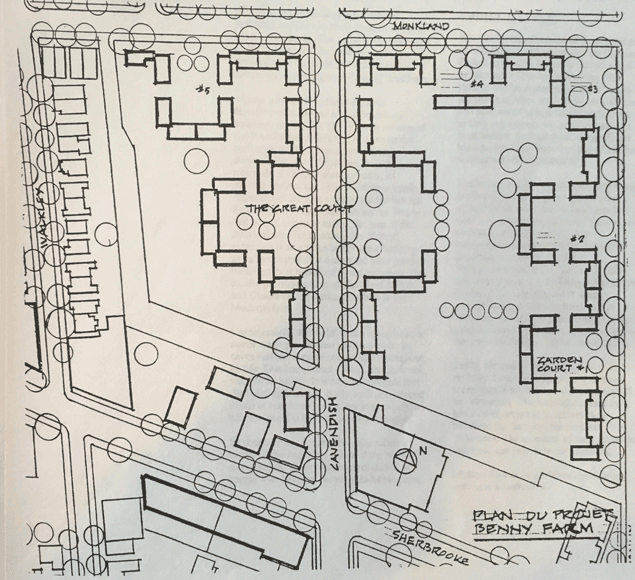 MONKLAND
#5
#4
#3
WALKLEY
THE GREAT COURT
#2
GARDEN
COURT #1
CAVENDISH
N
PLAN DU PROJET
BENNY FARM
SHERBROOKE